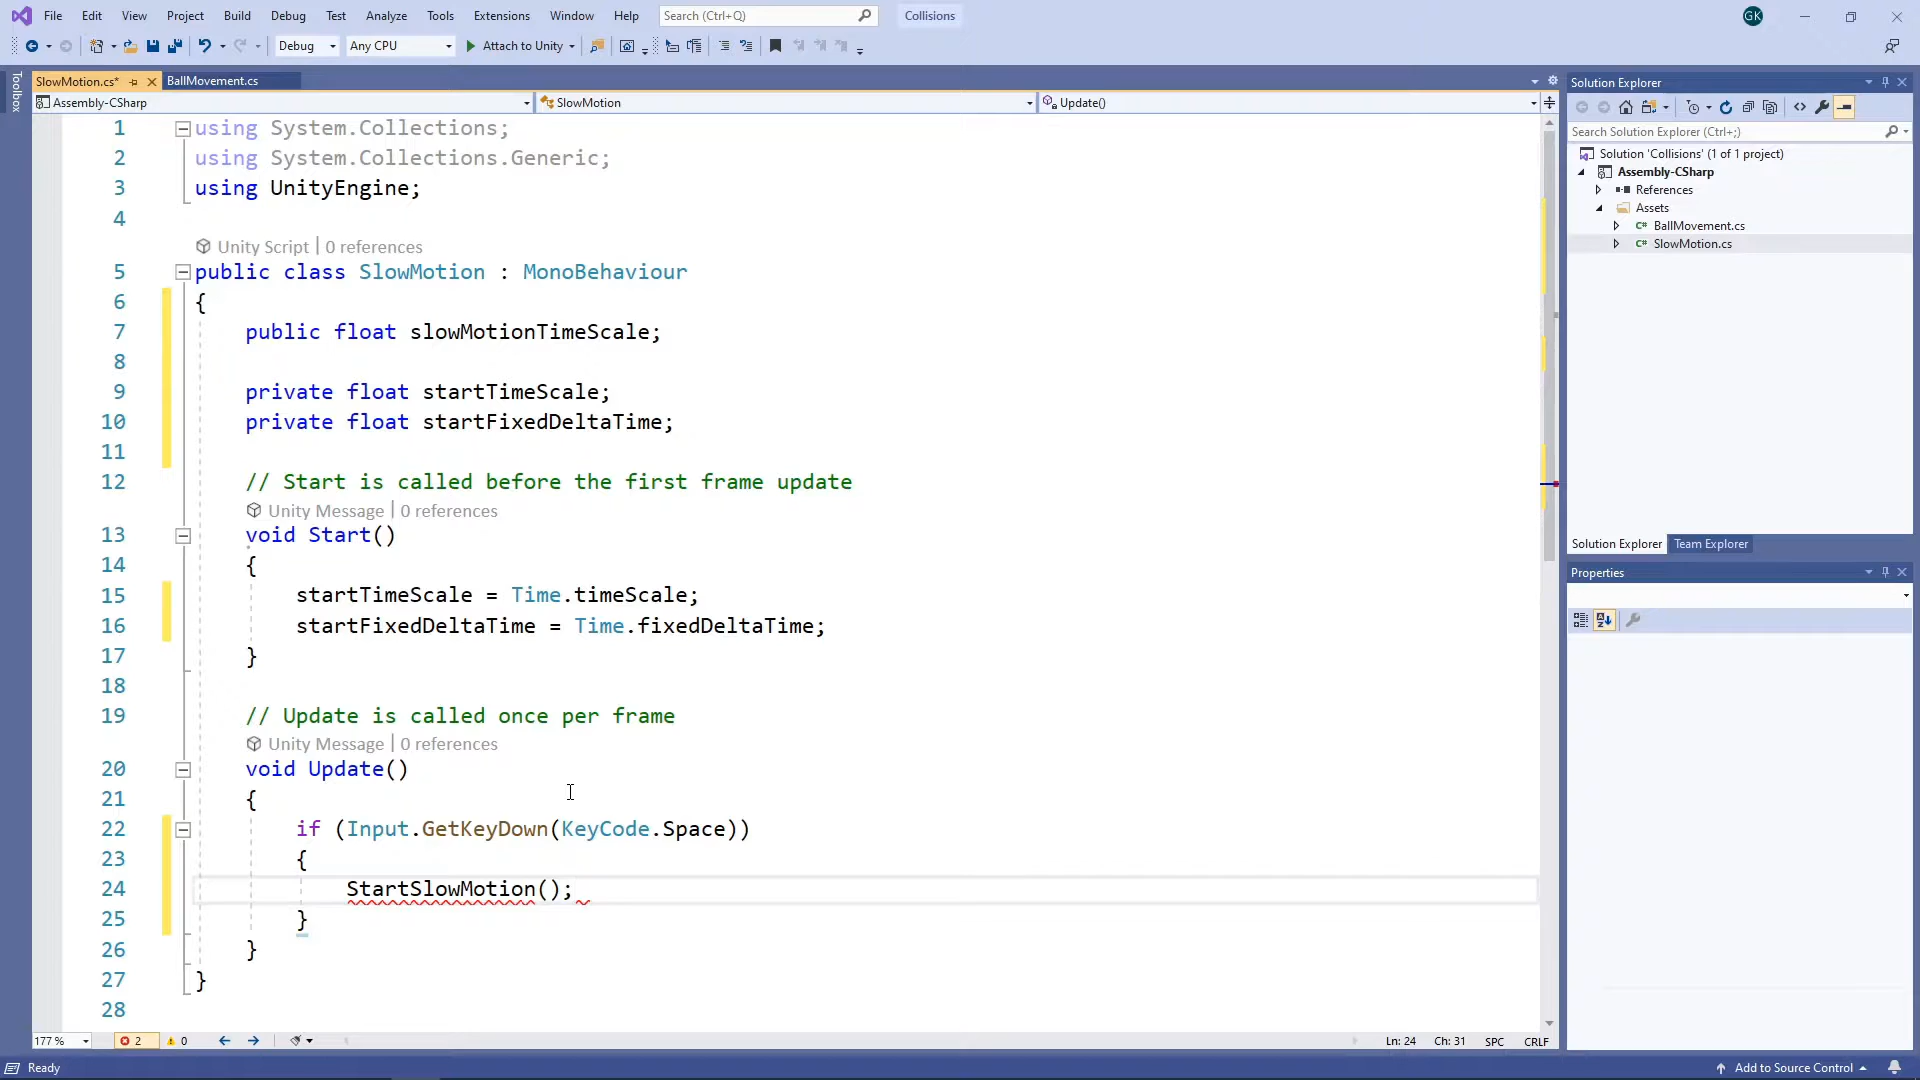 File Edit View Project Build Debug Test Analyze Tools Extensions Window Help Search (Ctrl+Q) Collisions GK
Debug Any CPU Attach to Unity
Toolbox
SlowMotion.cs* BallMovement.cs
Assembly-CSharp SlowMotion Update()
1 using System.Collections;
2 using System.Collections.Generic;
3 using UnityEngine;
4
Unity Script | 0 references
5 public class SlowMotion : MonoBehaviour
6 {
7 public float slowMotionTimeScale;
8
9 private float startTimeScale;
10 private float startFixedDeltaTime;
11
12 // Start is called before the first frame update
Unity Message | 0 references
13 void Start()
14 {
15 startTimeScale = Time.timeScale;
16 startFixedDeltaTime = Time.fixedDeltaTime;
17 }
18
19 // Update is called once per frame
Unity Message | 0 references
20 void Update()
21 {
22 if (Input.GetKeyDown(KeyCode.Space))
23 {
24 StartSlowMotion();
25 }
26 }
27 }
28
177 % 2 0 Ln: 24 Ch: 31 SPC CRLF
Solution Explorer
Search Solution Explorer (Ctrl+;)
Solution 'Collisions' (1 of 1 project)
Assembly-CSharp
References
Assets
C# BallMovement.cs
C# SlowMotion.cs
Solution Explorer Team Explorer
Properties
Ready Add to Source Control